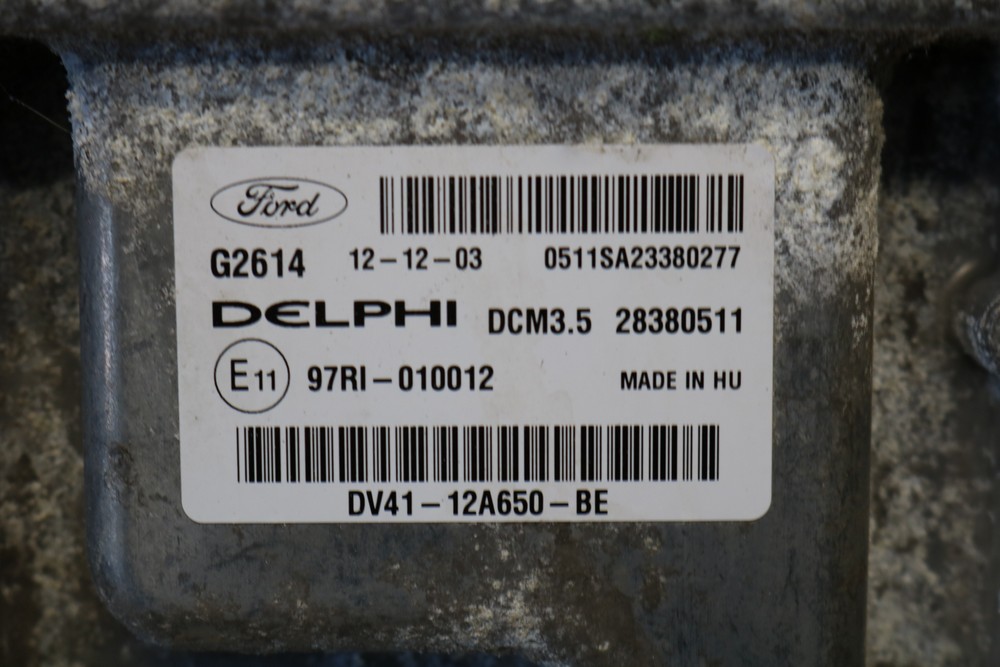 Ford
G2614 12-12-03 0511SA23380277
DELPHI DCM3.5 28380511
E11 97RI-010012 MADE IN HU
DV41-12A650-BE